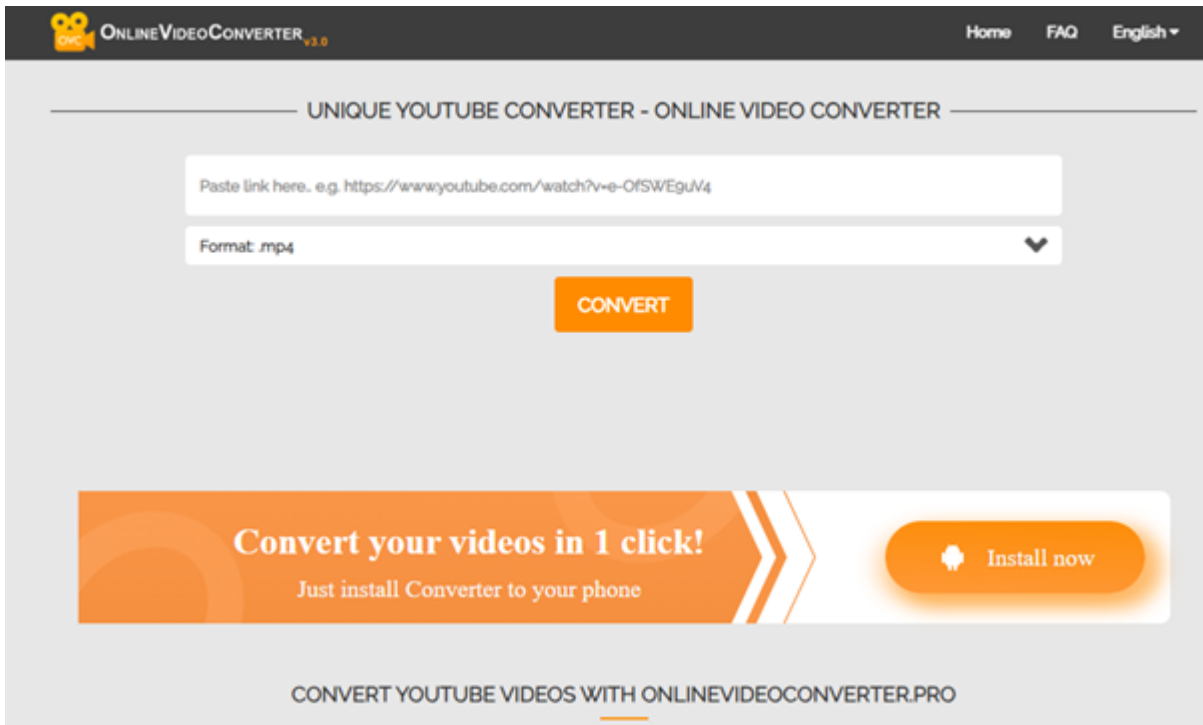 OVC ONLINEVIDEOCONVERTER v3.0 Home FAQ English
UNIQUE YOUTUBE CONVERTER - ONLINE VIDEO CONVERTER
Paste link here.. e.g. https://www.youtube.com/watch?v=e-OfSWE9uV4
Format: .mp4
CONVERT
Convert your videos in 1 click!
Just install Converter to your phone
Install now
CONVERT YOUTUBE VIDEOS WITH ONLINEVIDEOCONVERTER.PRO